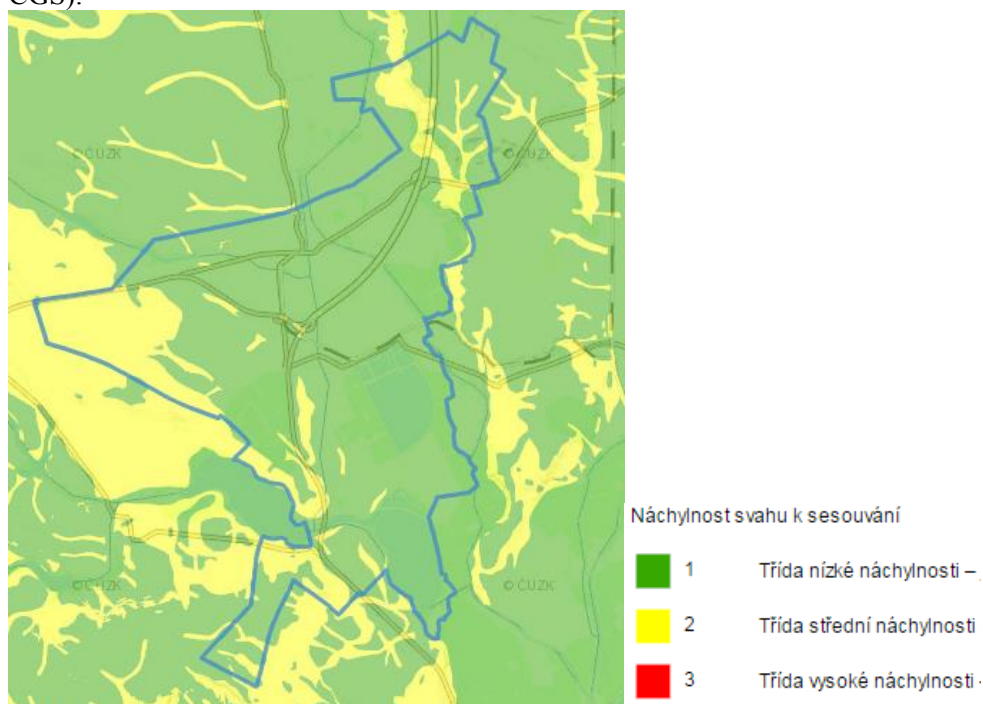 ČGS).
© ČÚZK
© ČÚZK
Náchylnost svahu k sesouvání
1 Třída nízké náchylnosti –
© ČÚZK
© ČÚZK
2 Třída střední náchylnosti
3 Třída vysoké náchylnosti -